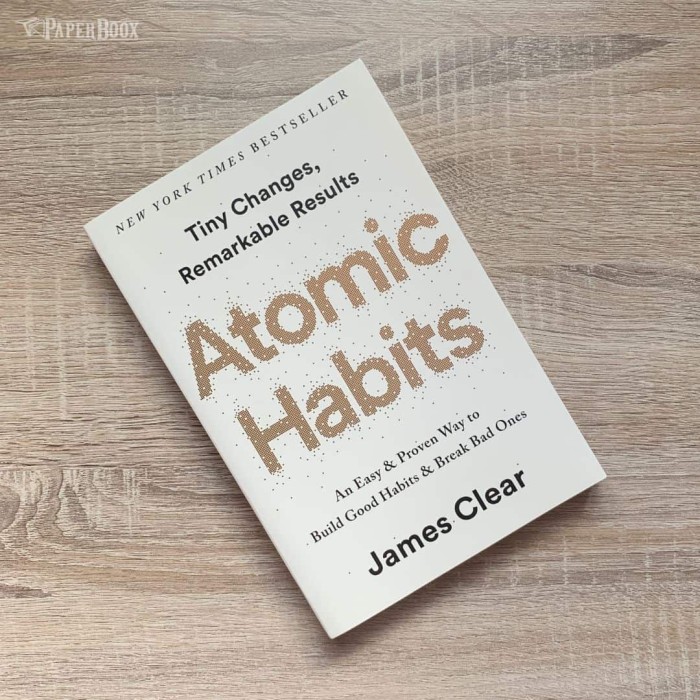 PAPERBOOX
NEW YORK TIMES BESTSELLER
Tiny Changes,
Remarkable Results
Atomic
Habits
An Easy & Proven Way to
Build Good Habits & Break Bad Ones
James Clear